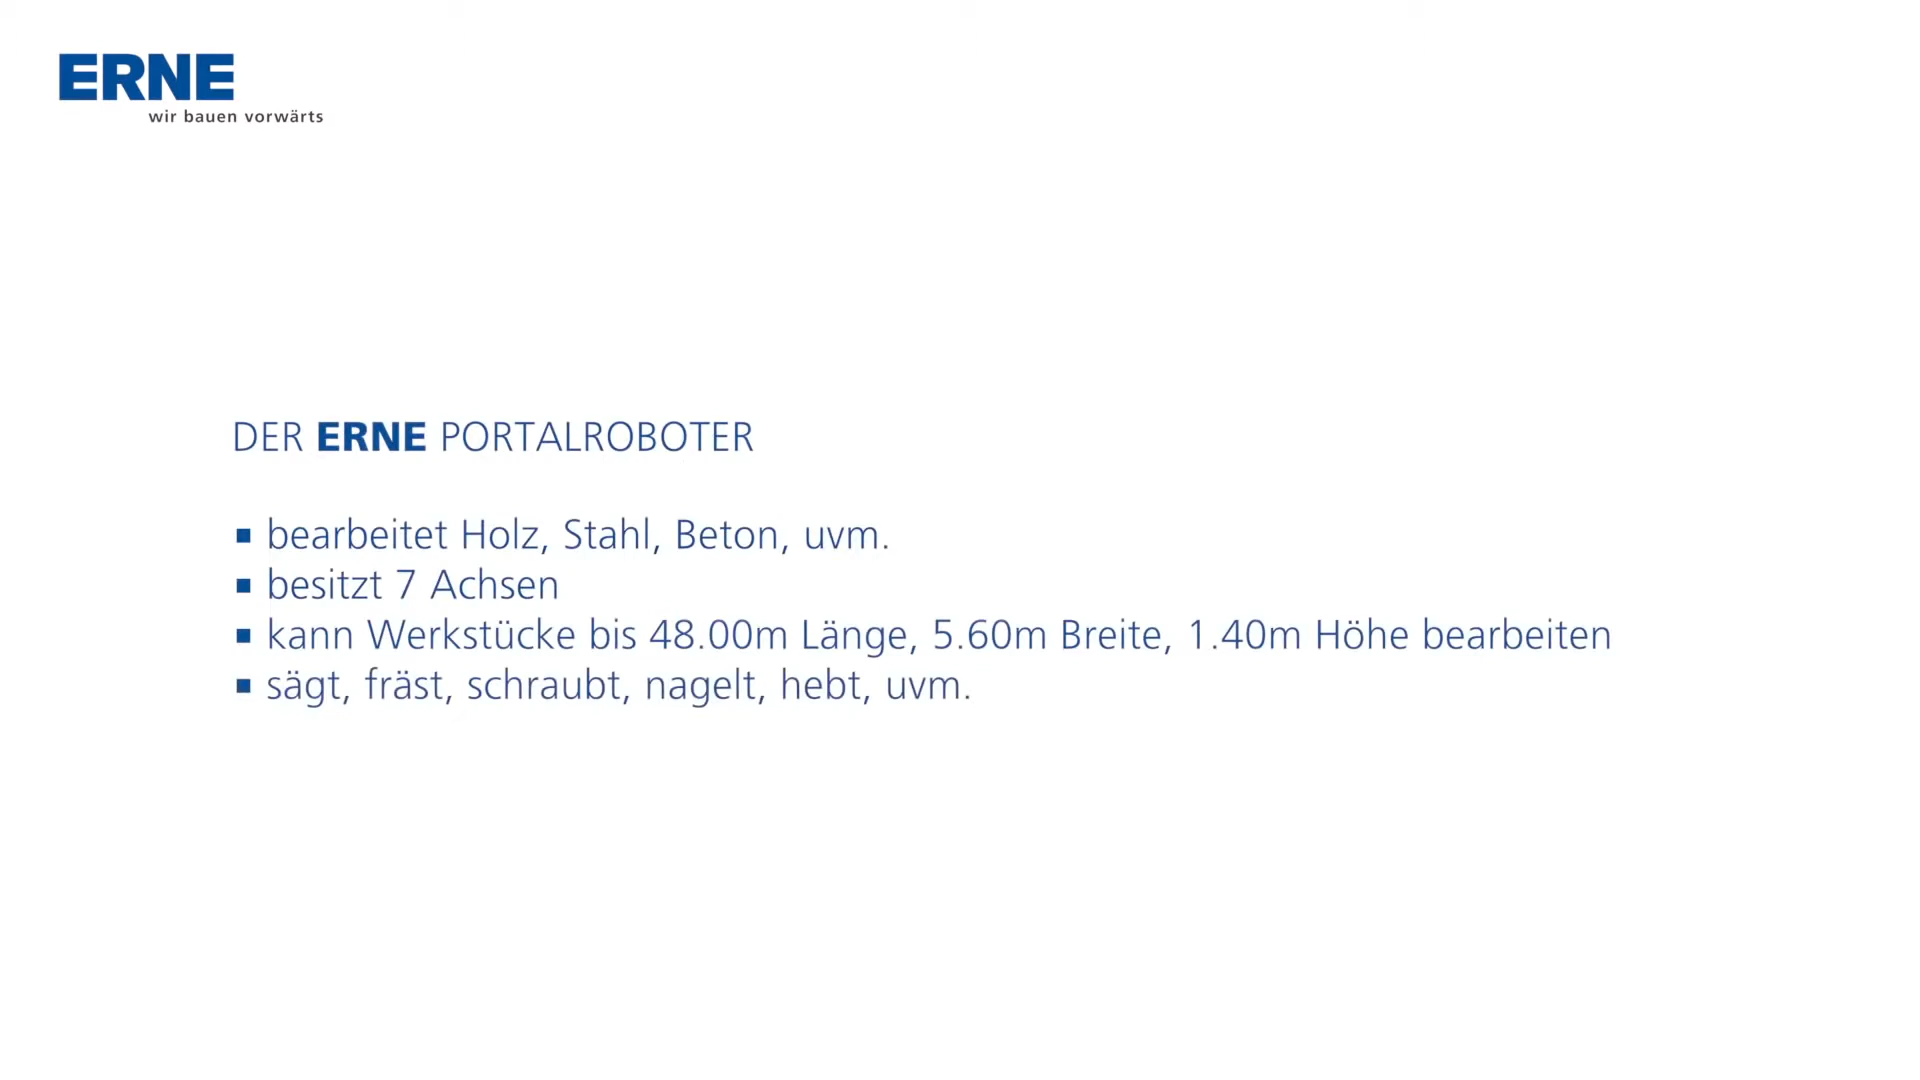 ERNE
wir bauen vorwärts
DER ERNE PORTALROBOTER
▪ bearbeitet Holz, Stahl, Beton, uvm.
▪ besitzt 7 Achsen
▪ kann Werkstücke bis 48.00m Länge, 5.60m Breite, 1.40m Höhe bearbeiten
▪ sägt, fräst, schraubt, nagelt, hebt, uvm.